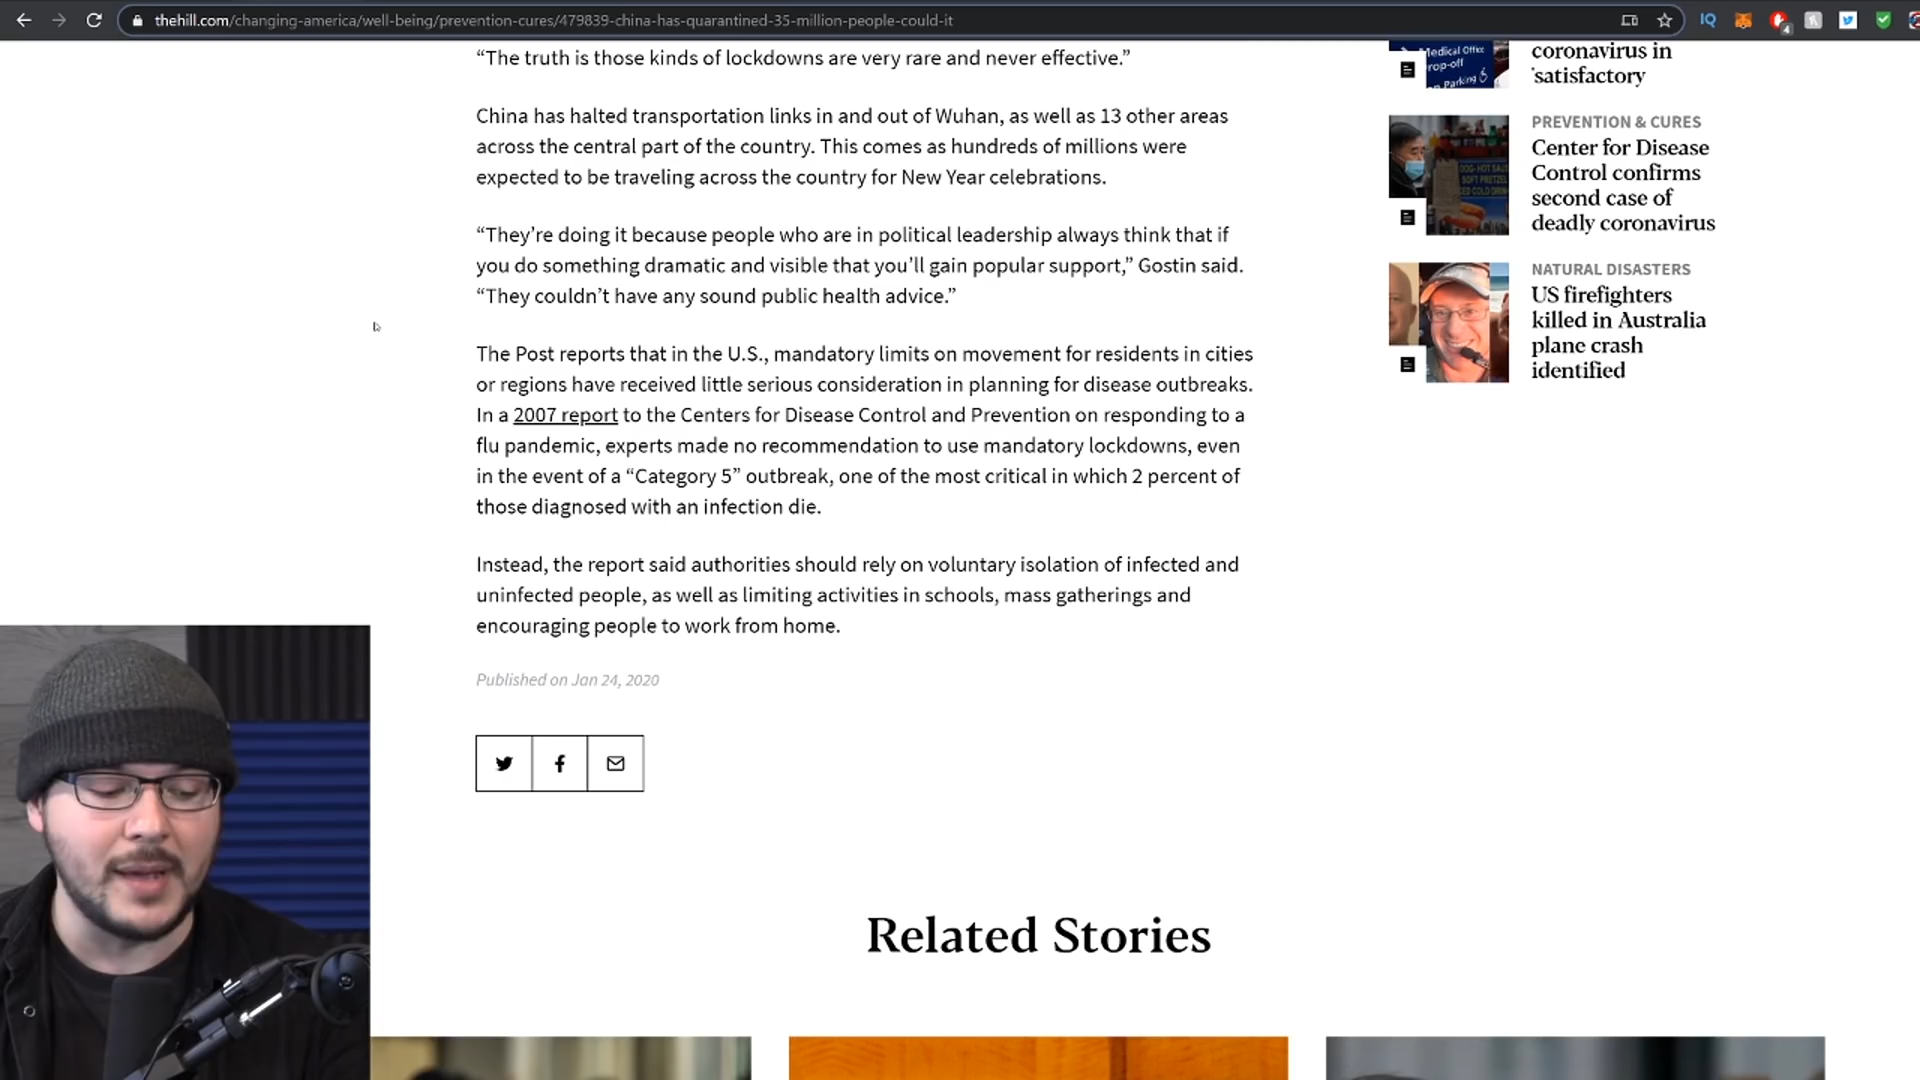 thehill.com/changing-america/well-being/prevention-cures/479839-china-has-quarantined-35-million-people-could-it
IQ
4
“The truth is those kinds of lockdowns are very rare and never effective.”
China has halted transportation links in and out of Wuhan, as well as 13 other areas
across the central part of the country. This comes as hundreds of millions were
expected to be traveling across the country for New Year celebrations.
“They’re doing it because people who are in political leadership always think that if
you do something dramatic and visible that you’ll gain popular support,” Gostin said.
“They couldn’t have any sound public health advice.”
The Post reports that in the U.S., mandatory limits on movement for residents in cities
or regions have received little serious consideration in planning for disease outbreaks.
In a 2007 report to the Centers for Disease Control and Prevention on responding to a
flu pandemic, experts made no recommendation to use mandatory lockdowns, even
in the event of a “Category 5” outbreak, one of the most critical in which 2 percent of
those diagnosed with an infection die.
Instead, the report said authorities should rely on voluntary isolation of infected and
uninfected people, as well as limiting activities in schools, mass gatherings and
encouraging people to work from home.
Published on Jan 24, 2020
Related Stories
Medical Office
Drop-off
Parking
coronavirus in
'satisfactory
PREVENTION & CURES
Center for Disease
Control confirms
second case of
deadly coronavirus
NATURAL DISASTERS
US firefighters
killed in Australia
plane crash
identified